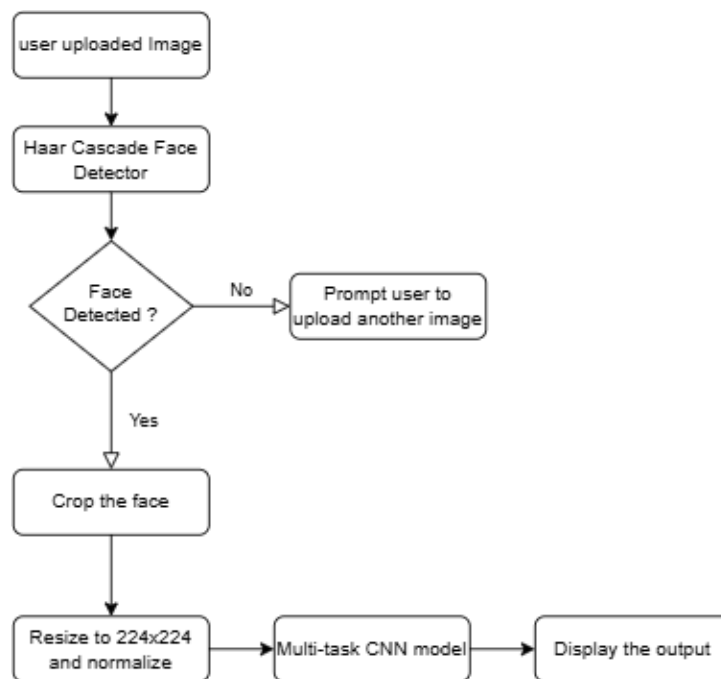 user uploaded Image
Haar Cascade Face
Detector
Face
Detected ?
No
Prompt user to
upload another image
Yes
Crop the face
Resize to 224x224
and normalize
Multi-task CNN model
Display the output